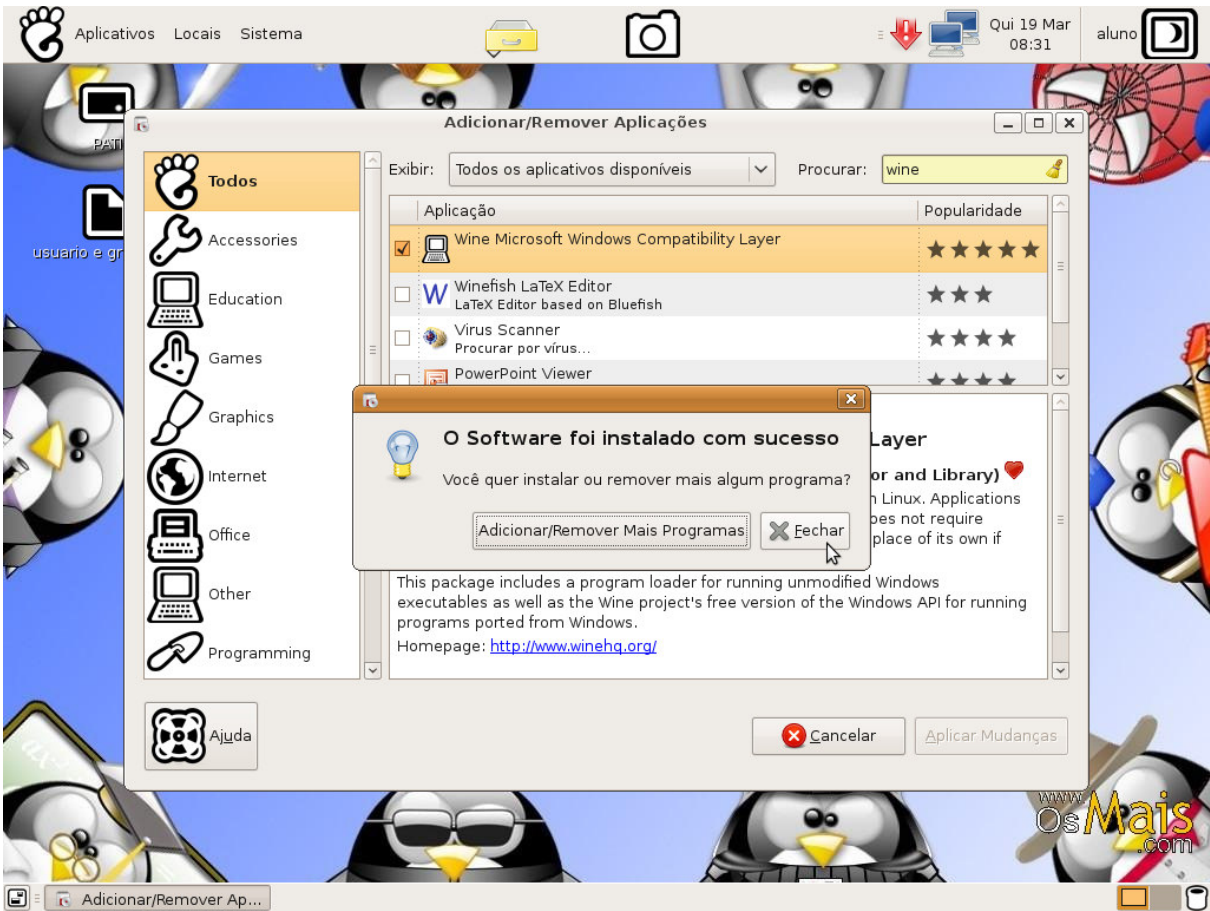 Aplicativos Locais Sistema
Qui 19 Mar
08:31
aluno
PATI
usuario e gr
Adicionar/Remover Aplicações
Exibir: Todos os aplicativos disponíveis Procurar: wine
Todos
Accessories
Education
Games
Graphics
Internet
Office
Other
Programming
Aplicação Popularidade
Wine Microsoft Windows Compatibility Layer
W Winefish LaTeX Editor
LaTeX Editor based on Bluefish
Virus Scanner
Procurar por vírus...
PowerPoint Viewer
O Software foi instalado com sucesso
Você quer instalar ou remover mais algum programa?
Adicionar/Remover Mais Programas Fechar
Layer
or and Library)
n Linux. Applications
oes not require
place of its own if
This package includes a program loader for running unmodified Windows
executables as well as the Wine project's free version of the Windows API for running
programs ported from Windows.
Homepage: http://www.winehq.org/
Ajuda
Cancelar Aplicar Mudanças
www.
OsMais
.com
Adicionar/Remover Ap...